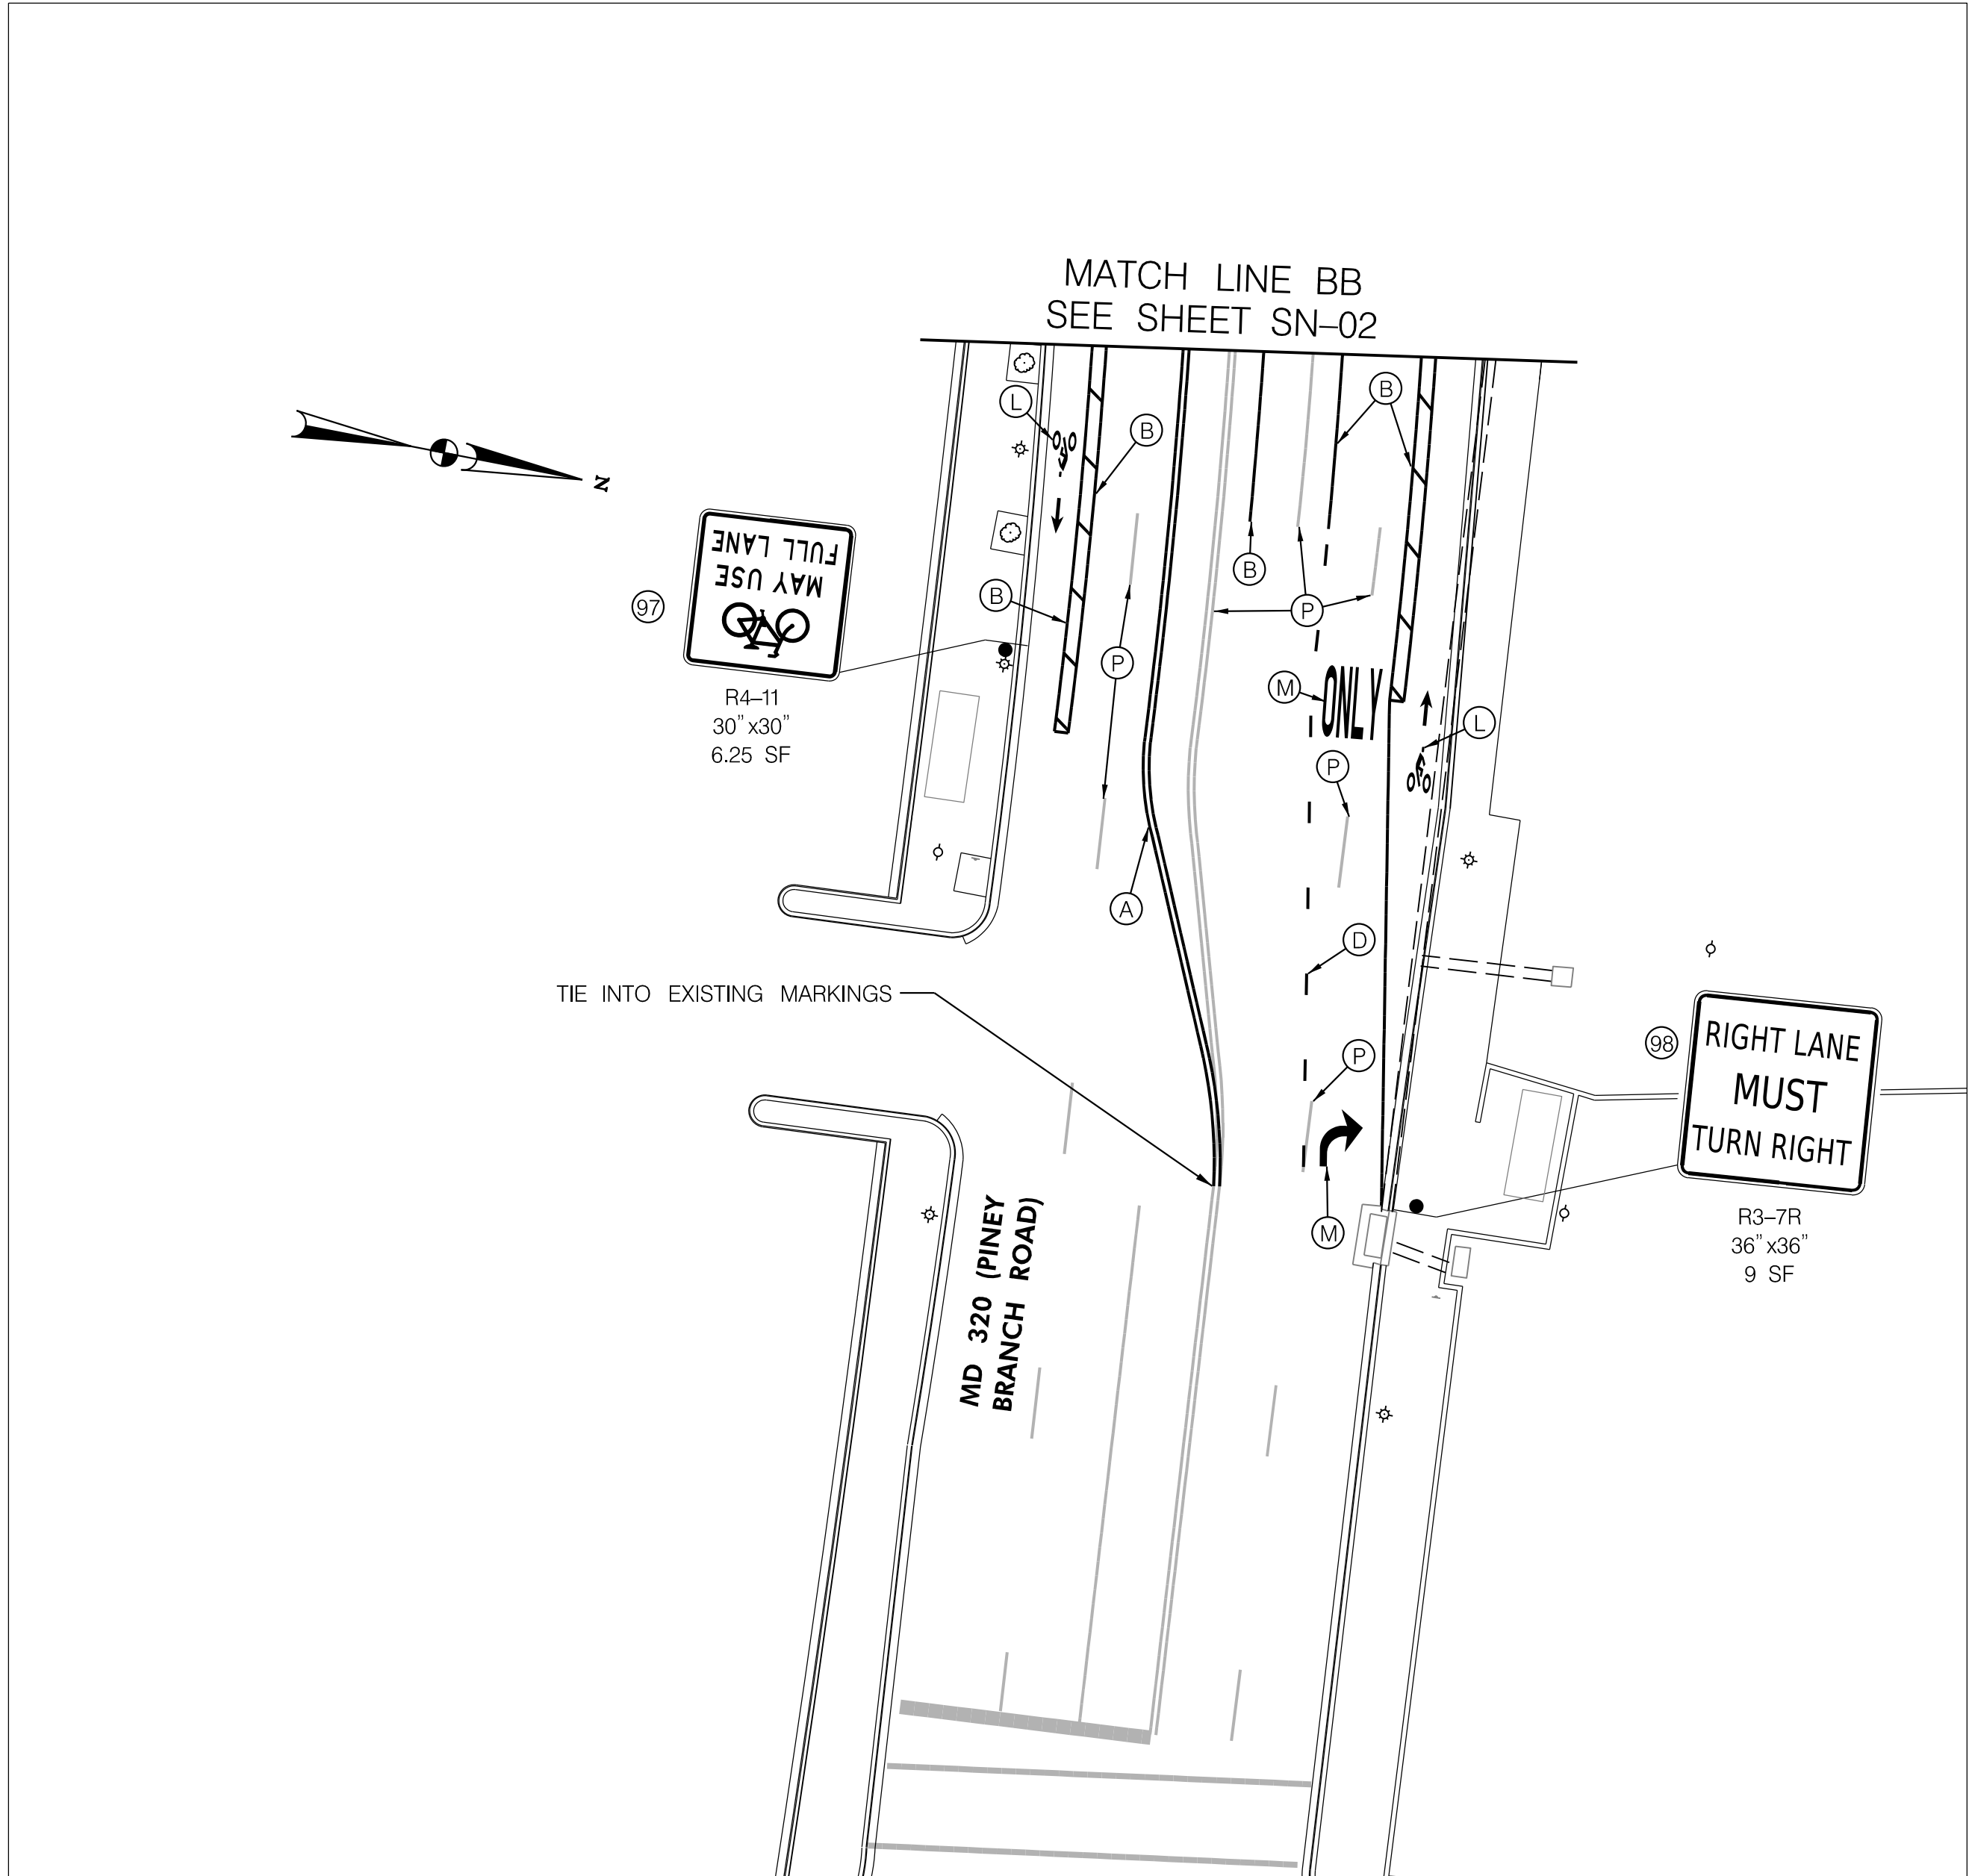 MATCH LINE BB
SEE SHEET SN–02
L
B
B
N
FULL LANE
MAY USE
97
B
B
P
P
M
ONLY
L
R4–11
30" x30"
6.25 SF
P
A
D
TIE INTO EXISTING MARKINGS
98
RIGHT LANE
MUST
TURN RIGHT
P
M
R3–7R
36" x36"
9 SF
MD 320 (PINEY
BRANCH ROAD)